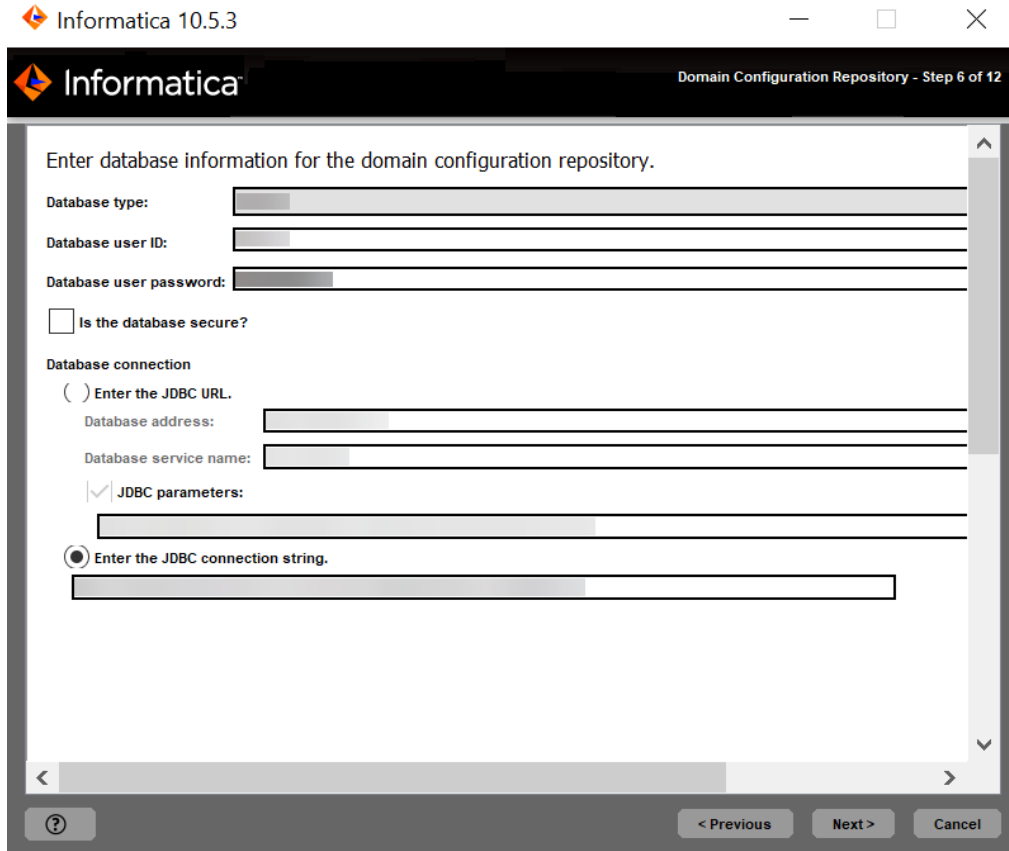 Informatica 10.5.3
Informatica
Domain Configuration Repository - Step 6 of 12
Enter database information for the domain configuration repository.
Database type:
Database user ID:
Database user password:
Is the database secure?
Database connection
Enter the JDBC URL.
Database address:
Database service name:
JDBC parameters:
Enter the JDBC connection string.
?
< Previous
Next >
Cancel